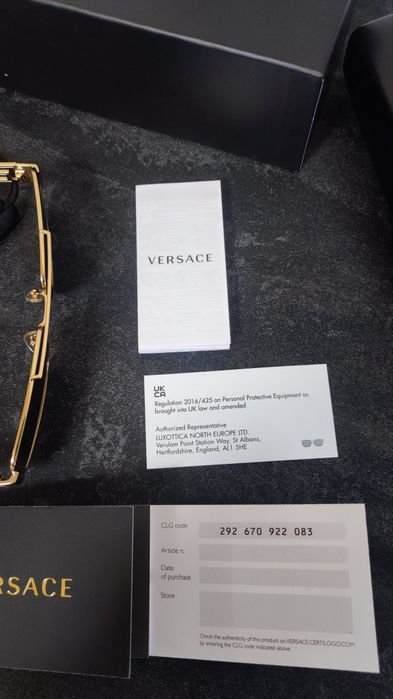 VERSACE
UK
CA
Regulation 2016/425 on Personal Protective Equipment as
brought into UK law and amended
Authorized Representative
LUXOTTICA NORTH EUROPE LTD.
Verulam Point Station Way, St Albans,
Hertfordshire, England, AL1 5HE
RSACE
CLG code
292 670 922 083
Article n.
Date
of purchase
Store
Check the authenticity of this product on VERSACE.CERTILOGO.COM
by entering the CLG code indicated above.